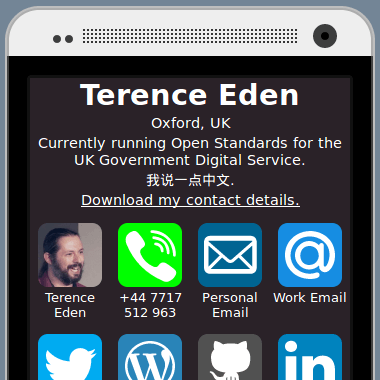 Terence Eden
Oxford, UK
Currently running Open Standards for the
UK Government Digital Service.
我说一点中文.
Download my contact details.
Terence
Eden
+44 7717
512 963
Personal
Email
Work Email
in